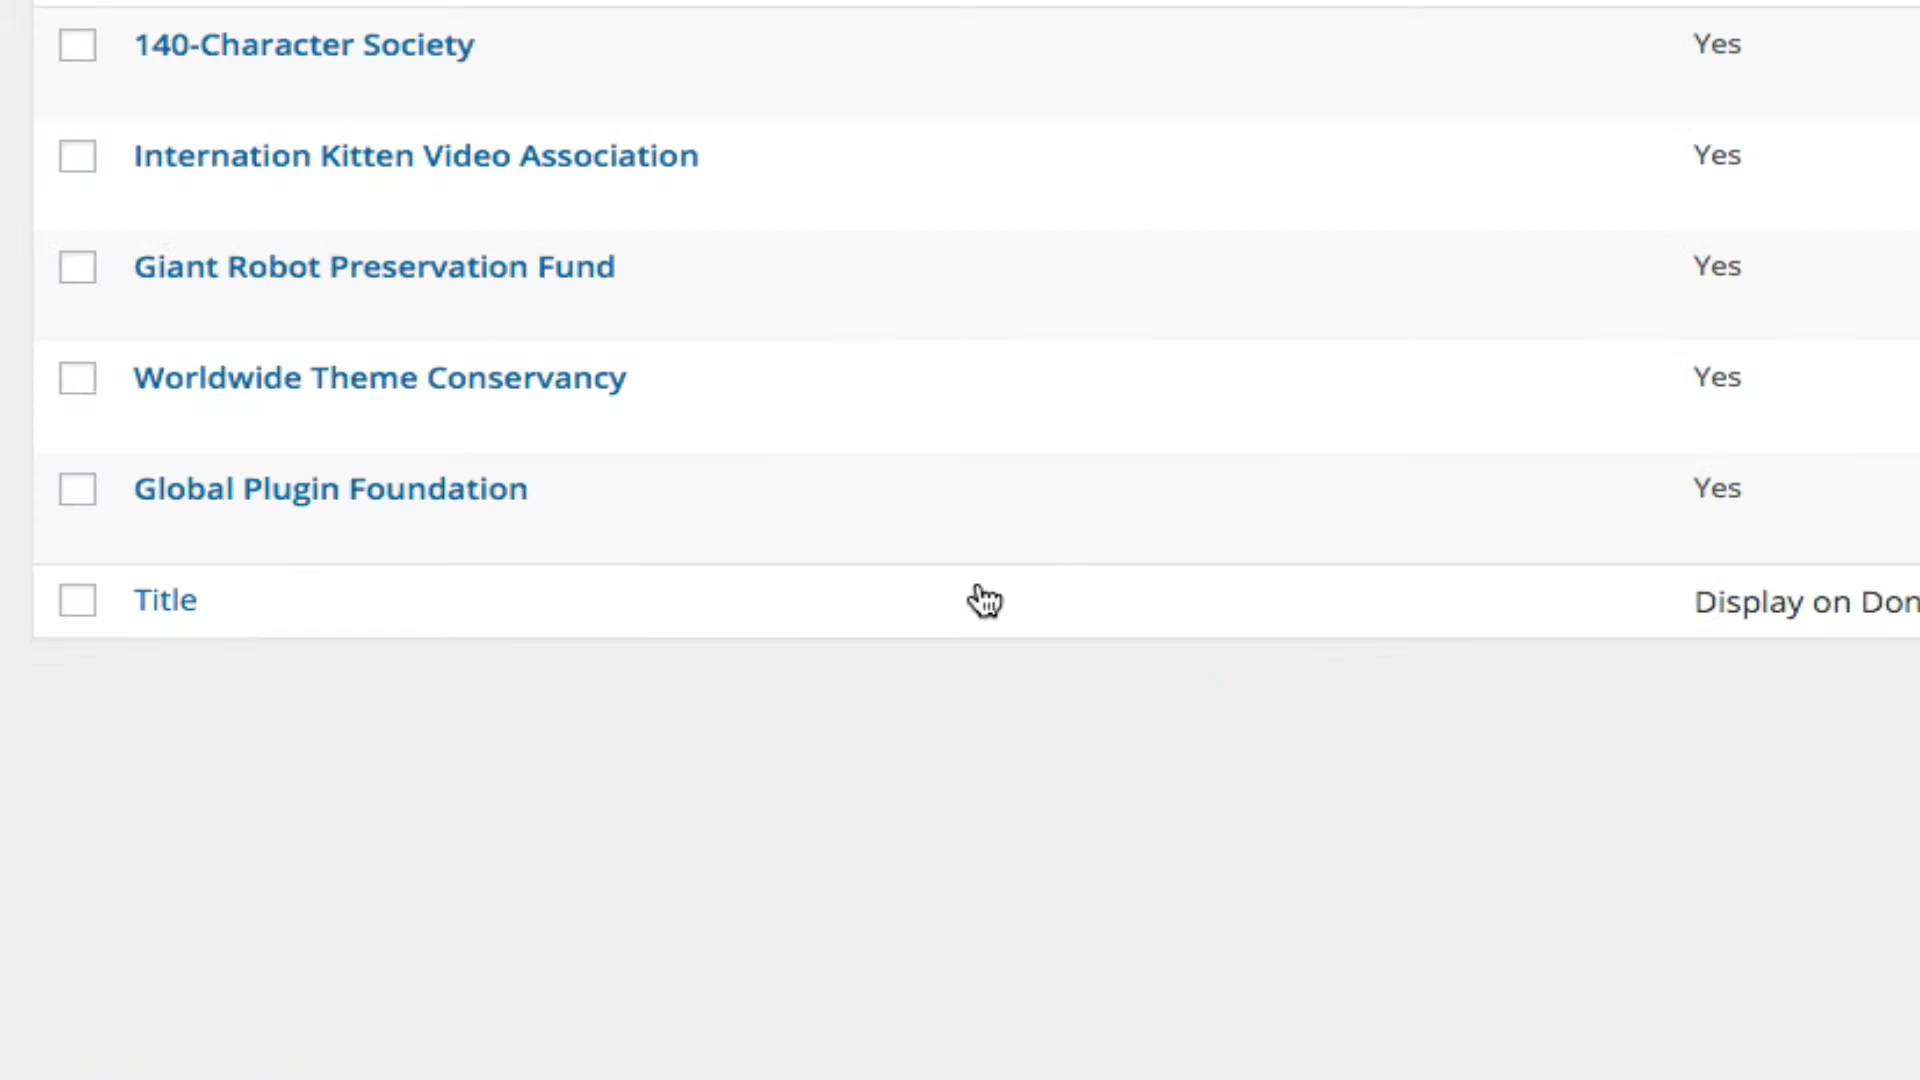 140-Character Society Yes
Internation Kitten Video Association Yes
Giant Robot Preservation Fund Yes
Worldwide Theme Conservancy Yes
Global Plugin Foundation Yes
Title Display on Don